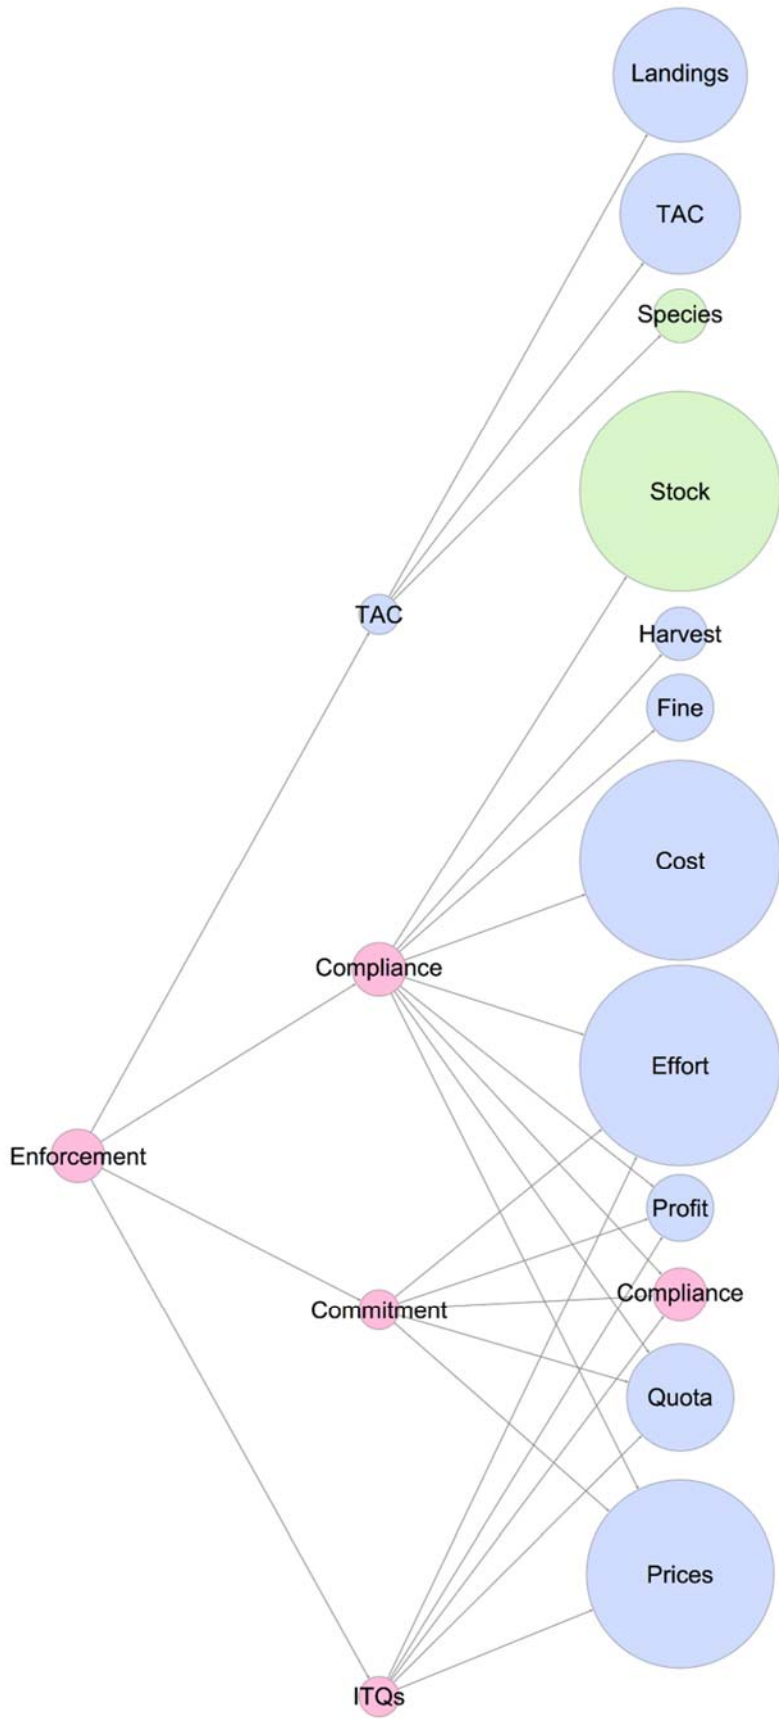 Landings
TAC
Species
Stock
TAC
Harvest
Fine
Cost
Compliance
Effort
Enforcement
Profit
Compliance
Commitment
Quota
Prices
ITQs